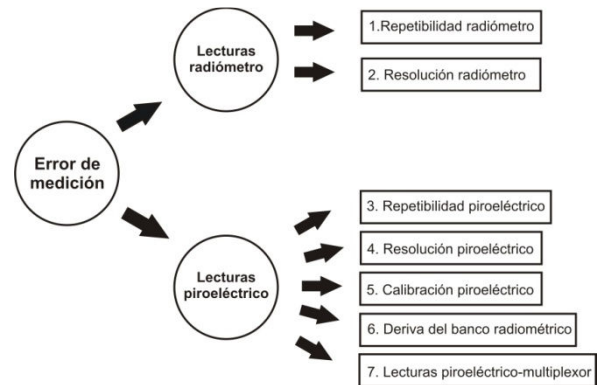 Error de
medición
Lecturas
radiómetro
1.Repetibilidad radiómetro
2. Resolución radiómetro
Lecturas
piroeléctrico
3. Repetibilidad piroeléctrico
4. Resolución piroeléctrico
5. Calibración piroeléctrico
6. Deriva del banco radiométrico
7. Lecturas piroeléctrico-multiplexor